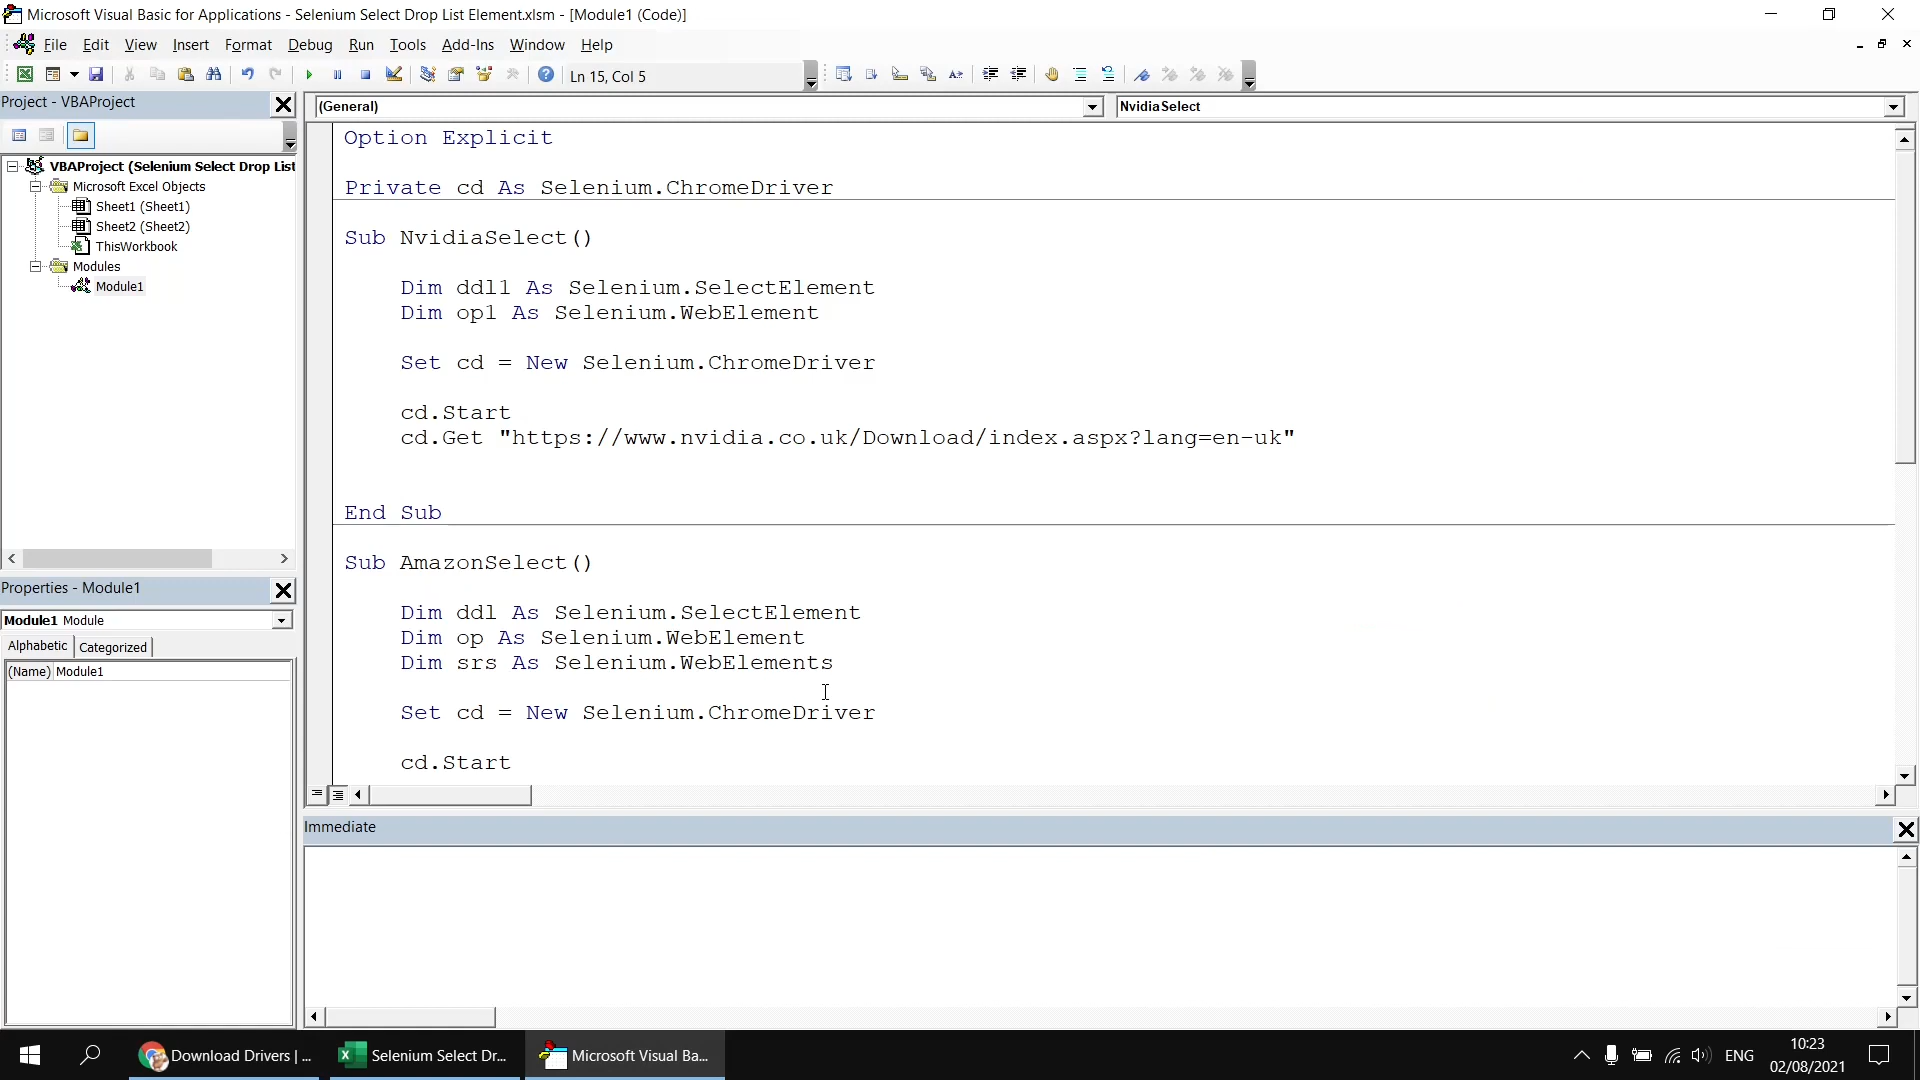 Microsoft Visual Basic for Applications - Selenium Select Drop List Element.xlsm - [Module1 (Code)]
File Edit View Insert Format Debug Run Tools Add-Ins Window Help
Ln 15, Col 5
Project - VBAProject
(General)
NvidiaSelect
VBAProject (Selenium Select Drop List
Microsoft Excel Objects
Sheet1 (Sheet1)
Sheet2 (Sheet2)
ThisWorkbook
Modules
Module1
Properties - Module1
Module1 Module
Alphabetic Categorized
(Name) Module1
Option Explicit
Private cd As Selenium.ChromeDriver
Sub NvidiaSelect()
Dim ddl1 As Selenium.SelectElement
Dim op1 As Selenium.WebElement
Set cd = New Selenium.ChromeDriver
cd.Start
cd.Get "https://www.nvidia.co.uk/Download/index.aspx?lang=en-uk"
End Sub
Sub AmazonSelect()
Dim ddl As Selenium.SelectElement
Dim op As Selenium.WebElement
Dim srs As Selenium.WebElements
Set cd = New Selenium.ChromeDriver
cd.Start
Immediate
Download Drivers | ...
Selenium Select Dr...
Microsoft Visual Ba...
ENG
10:23
02/08/2021